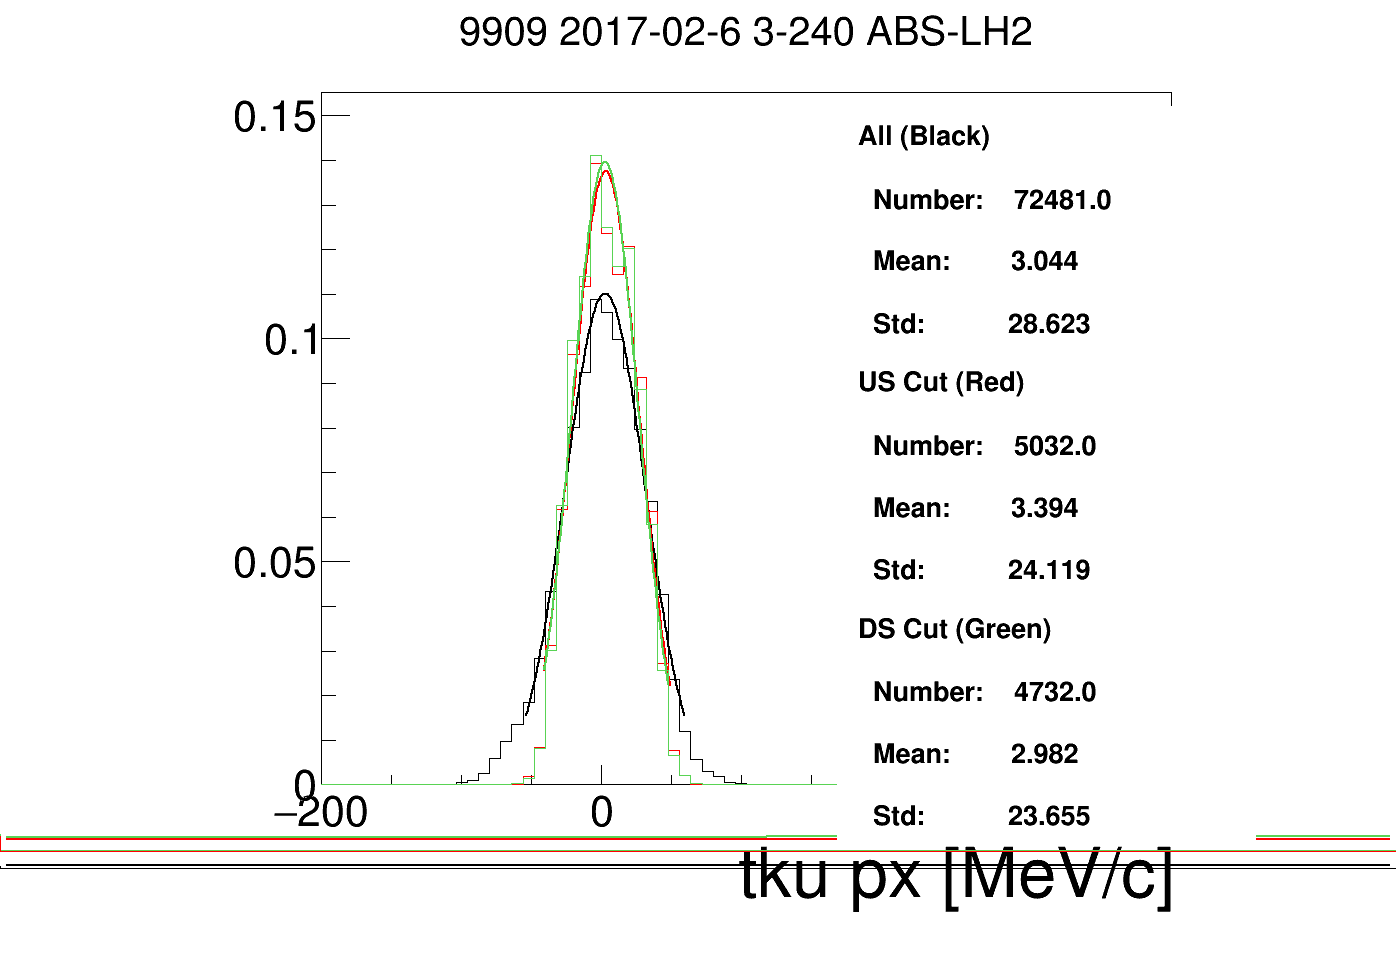 9909 2017-02-6 3-240 ABS-LH2
0.15
0.1
0.05
0
−200 0
All (Black)
Number: 72481.0
Mean: 3.044
Std: 28.623
US Cut (Red)
Number: 5032.0
Mean: 3.394
Std: 24.119
DS Cut (Green)
Number: 4732.0
Mean: 2.982
Std: 23.655
tku px [MeV/c]